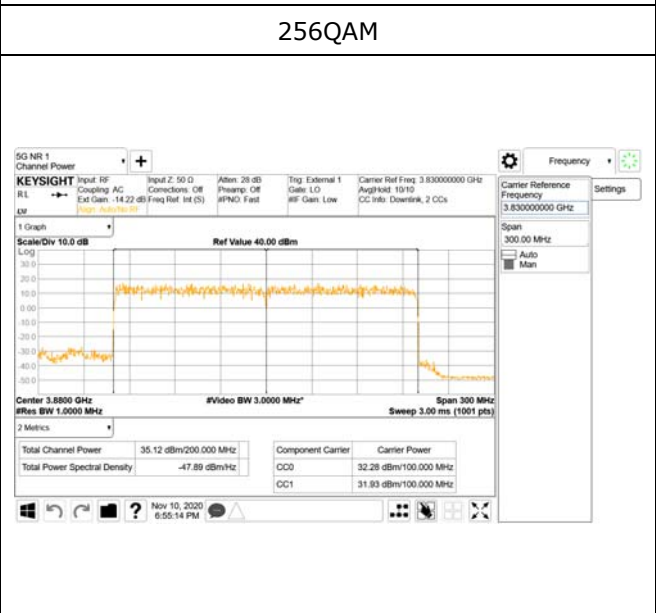 256QAM
5G NR 1
Channel Power
Frequency
KEYSIGHT
Input: RF
Input Z: 50 Ω
Atten: 28 dB
Trig: External 1
Carrier Ref Freq: 3.830000000 GHz
RL
Coupling: AC
Corrections: Off
Preamp: Off
Gate: LO
Avg|Hold: 10/10
Ext Gain: -14.22 dB
Freq Ref: Int (S)
#PNO: Fast
#IF Gain: Low
CC Info: Downlink, 2 CCs
Align: Auto/No RF
Carrier Reference
Frequency
3.830000000 GHz
Settings
Span
300.00 MHz
Auto
Man
1 Graph
Scale/Div 10.0 dB
Ref Value 40.00 dBm
Log
30.0
20.0
10.0
0.00
-10.0
-20.0
-30.0
-40.0
-50.0
Center 3.8800 GHz
#Video BW 3.0000 MHz*
Span 300 MHz
#Res BW 1.0000 MHz
Sweep 3.00 ms (1001 pts)
2 Metrics
Total Channel Power
35.12 dBm/200.000 MHz
Total Power Spectral Density
-47.89 dBm/Hz
Component Carrier
Carrier Power
CC0
32.28 dBm/100.000 MHz
CC1
31.93 dBm/100.000 MHz
?
Nov 10, 2020
6:55:14 PM